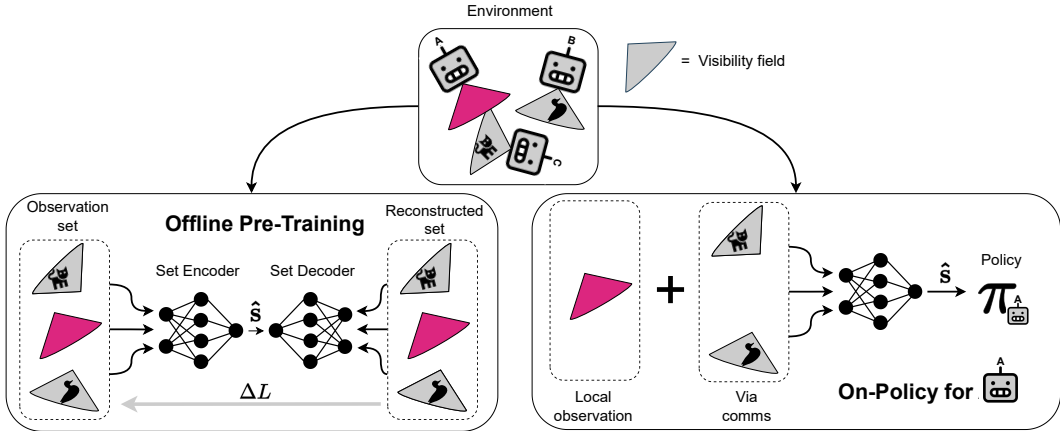 Environment
A
B
C
= Visibility field
Observation
set
Offline Pre-Training
Reconstructed
set
Set Encoder
Set Decoder
ŝ
ΔL
Local
observation
+
Via
comms
ŝ
Policy
π
A
On-Policy for
A